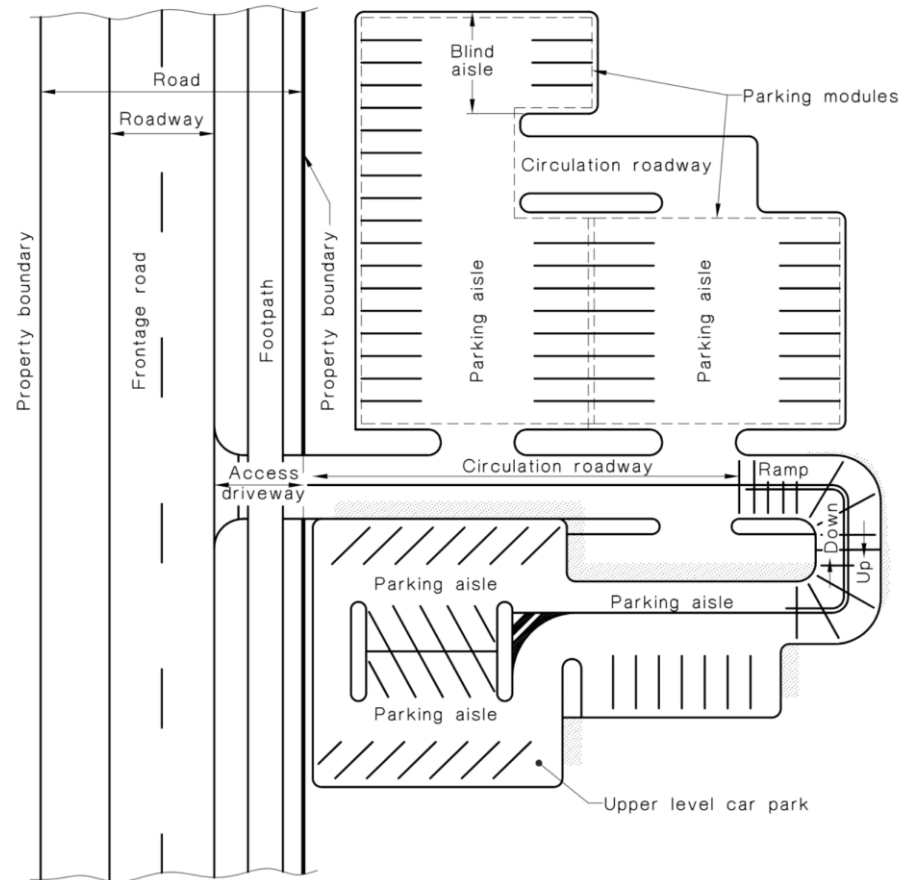 Blind
aisle
Road
Parking modules
Roadway
Circulation roadway
Property boundary
Frontage road
Footpath
Property boundary
Parking aisle
Parking aisle
Access
driveway
Circulation roadway
Ramp
Down
Up
Parking aisle
Parking aisle
Parking aisle
Upper level car park